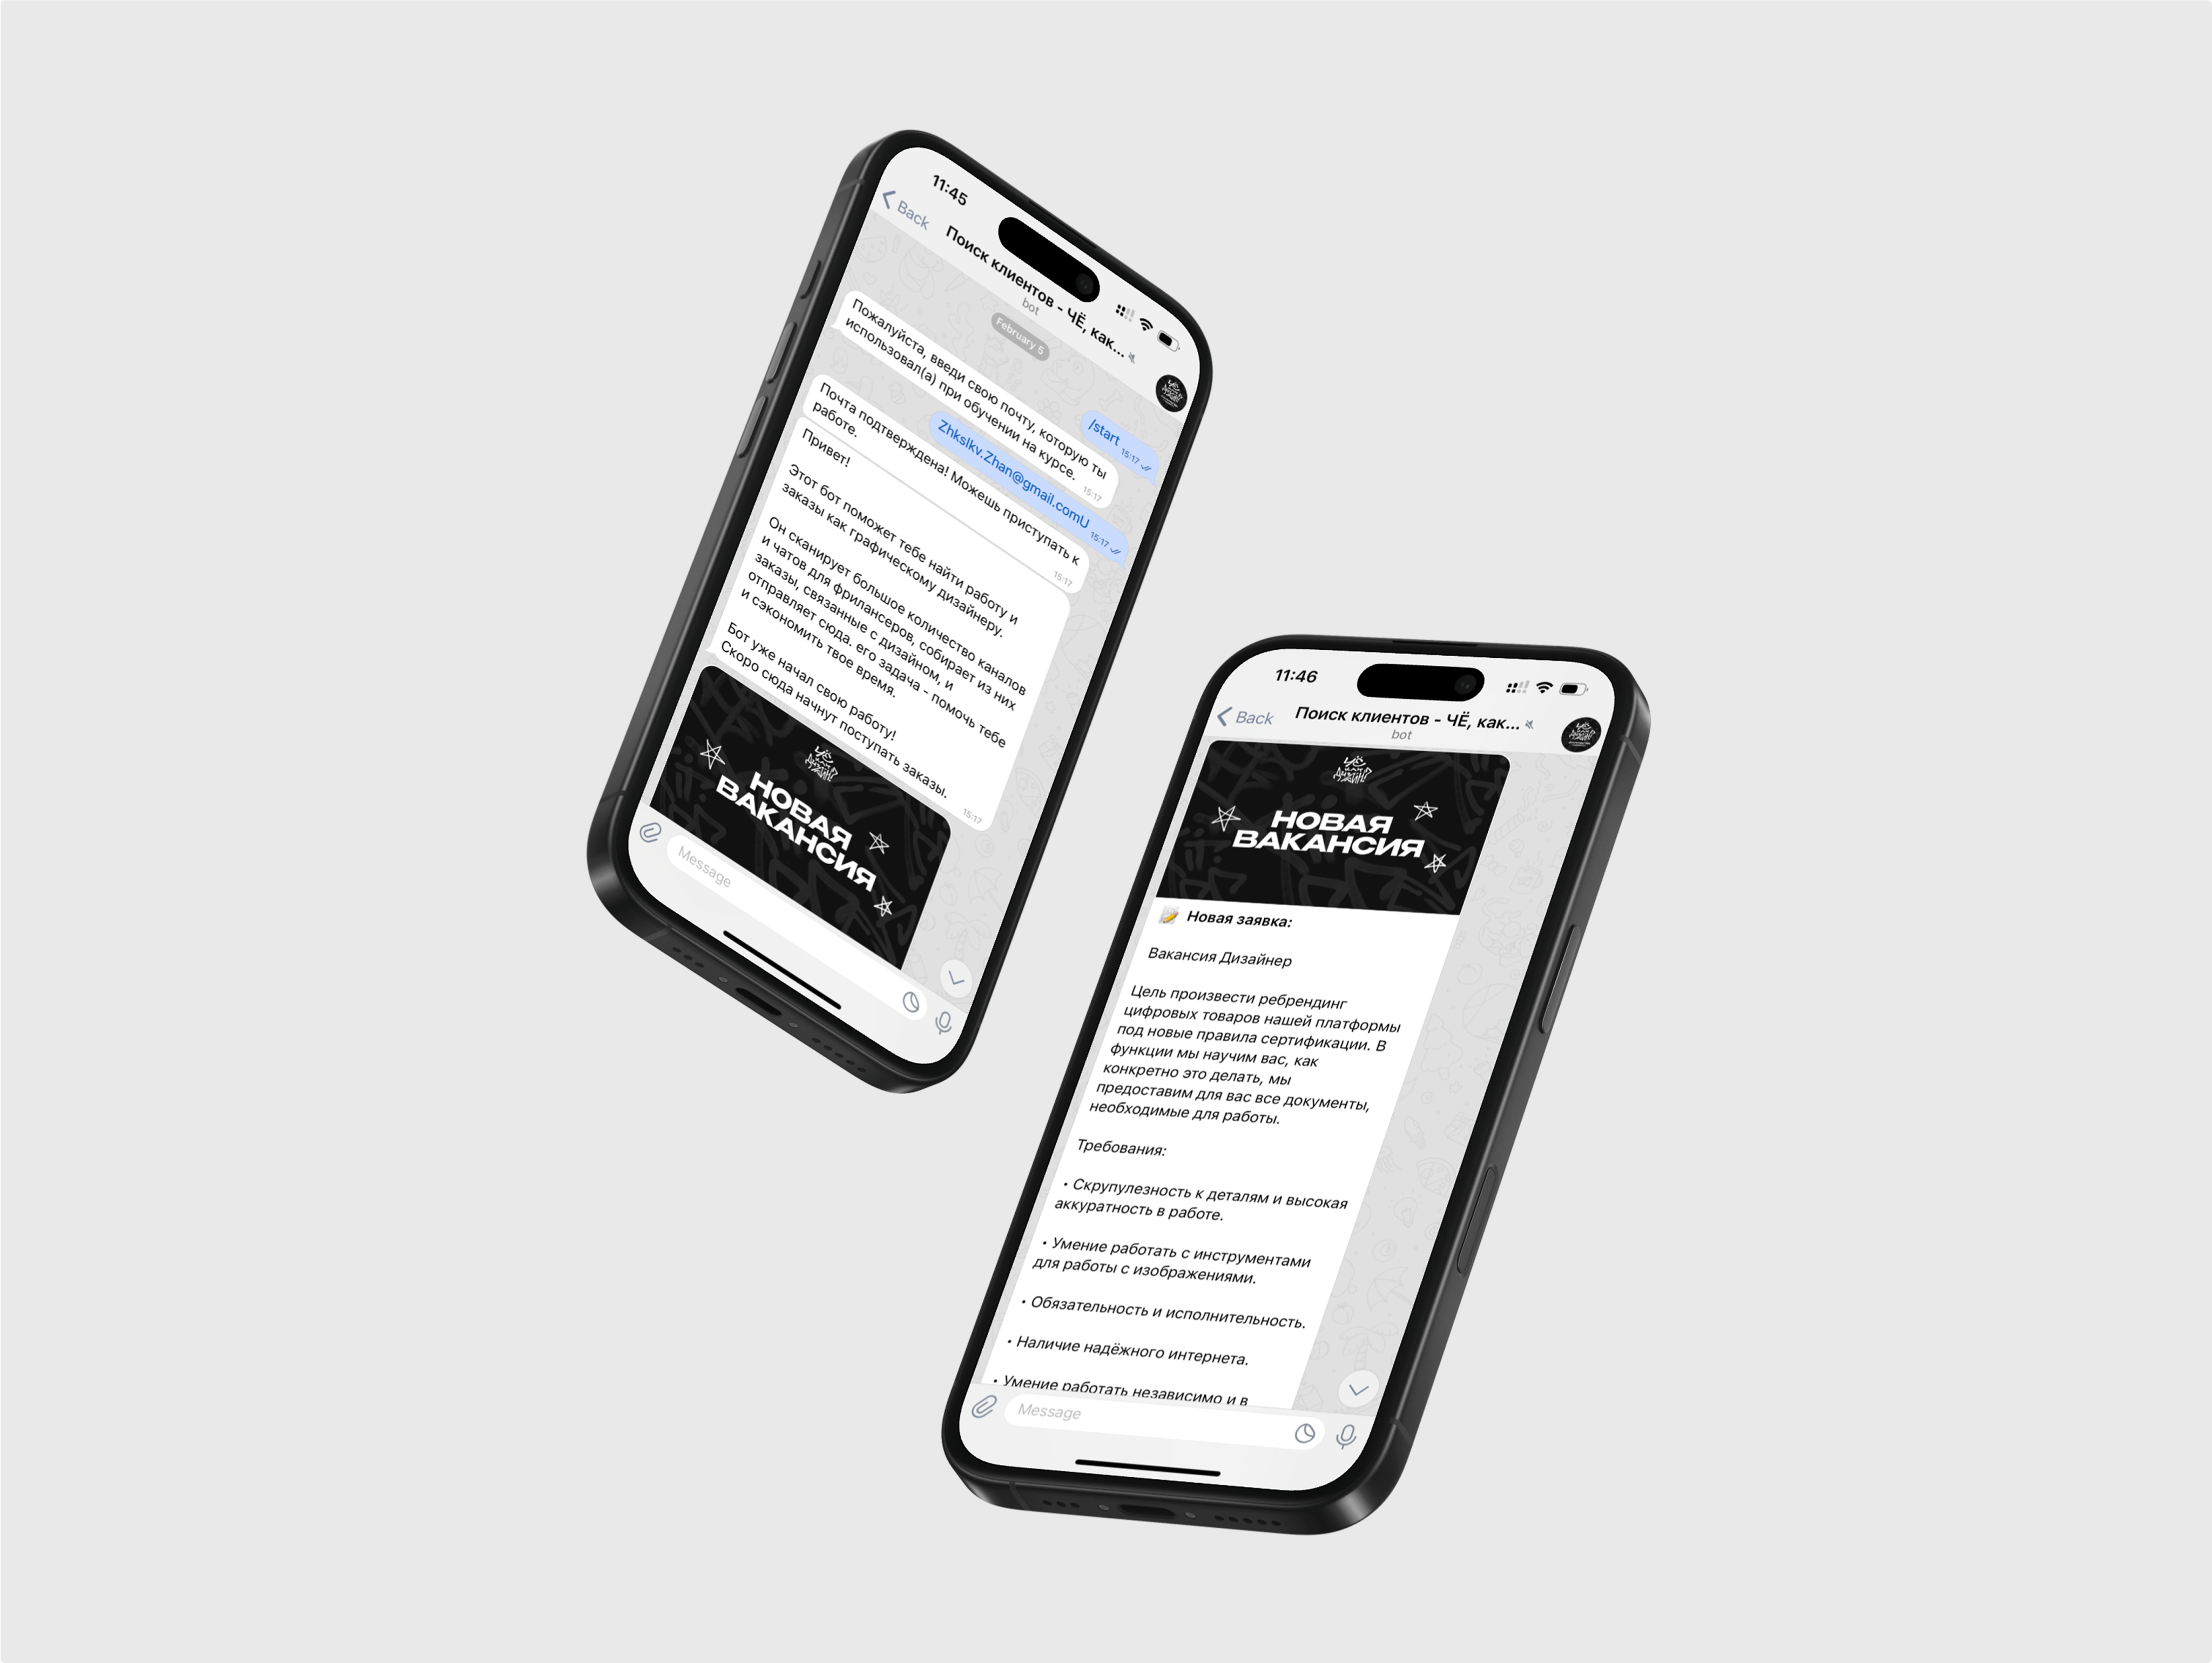 11:45
Back
Поиск клиентов - ЧЁ, как...
bot
February 5
/start
15:17
Пожалуйста, введи свою почту, которую ты
использовал(а) при обучении на курсе.
15:17
Zhkslkv.Zhan@gmail.comU
15:17
Почта подтверждена! Можешь приступать к
работе.
15:17
Привет!
Этот бот поможет тебе найти работу и
заказы как графическому дизайнеру.
Он сканирует большое количество каналов
и чатов для фрилансеров, собирает из них
заказы, связанные с дизайном, и
отправляет сюда. его задача - помочь тебе
и сэкономить твое время.
Бот уже начал свою работу!
Скоро сюда начнут поступать заказы.
15:17
НОВАЯ
ВАКАНСИЯ
Message
11:46
Back
Поиск клиентов - ЧЁ, как...
bot
ЧЁ
КАК
ДИЗАЙН?
НОВАЯ
ВАКАНСИЯ
Новая заявка:
Вакансия Дизайнер
Цель произвести ребрендинг
цифровых товаров нашей платформы
под новые правила сертификации. В
функции мы научим вас, как
конкретно это делать, мы
предоставим для вас все документы,
необходимые для работы.
Требования:
• Скрупулезность к деталям и высокая
аккуратность в работе.
• Умение работать с инструментами
для работы с изображениями.
• Обязательность и исполнительность.
• Наличие надёжного интернета.
• Умение работать независимо и в
Message